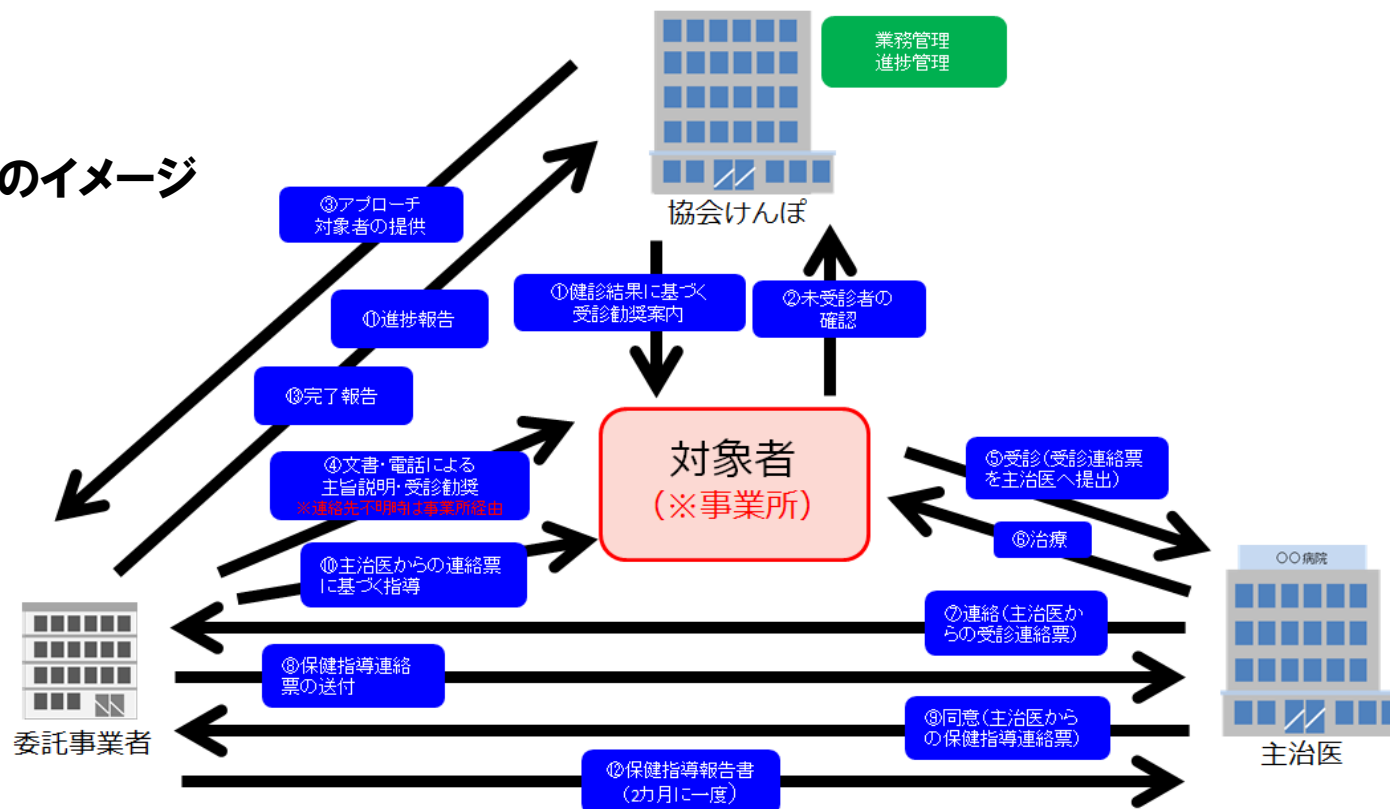 業務管理
進捗管理
のイメージ
協会けんぽ
③アプローチ
対象者の提供
①健診結果に基づく
受診勧奨案内
②未受診者の
確認
⑪進捗報告
⑬完了報告
④文書・電話による
主旨説明・受診勧奨
※連絡先不明時は事業所経由
対象者
(※事業所)
⑤受診(受診連絡票
を主治医へ提出)
⑥治療
⑩主治医からの連絡票
に基づく指導
〇〇病院
⑦連絡(主治医か
らの受診連絡票)
⑧保健指導連絡
票の送付
⑨同意(主治医から
の保健指導連絡票)
委託事業者
主治医
⑫保健指導報告書
(2カ月に一度)